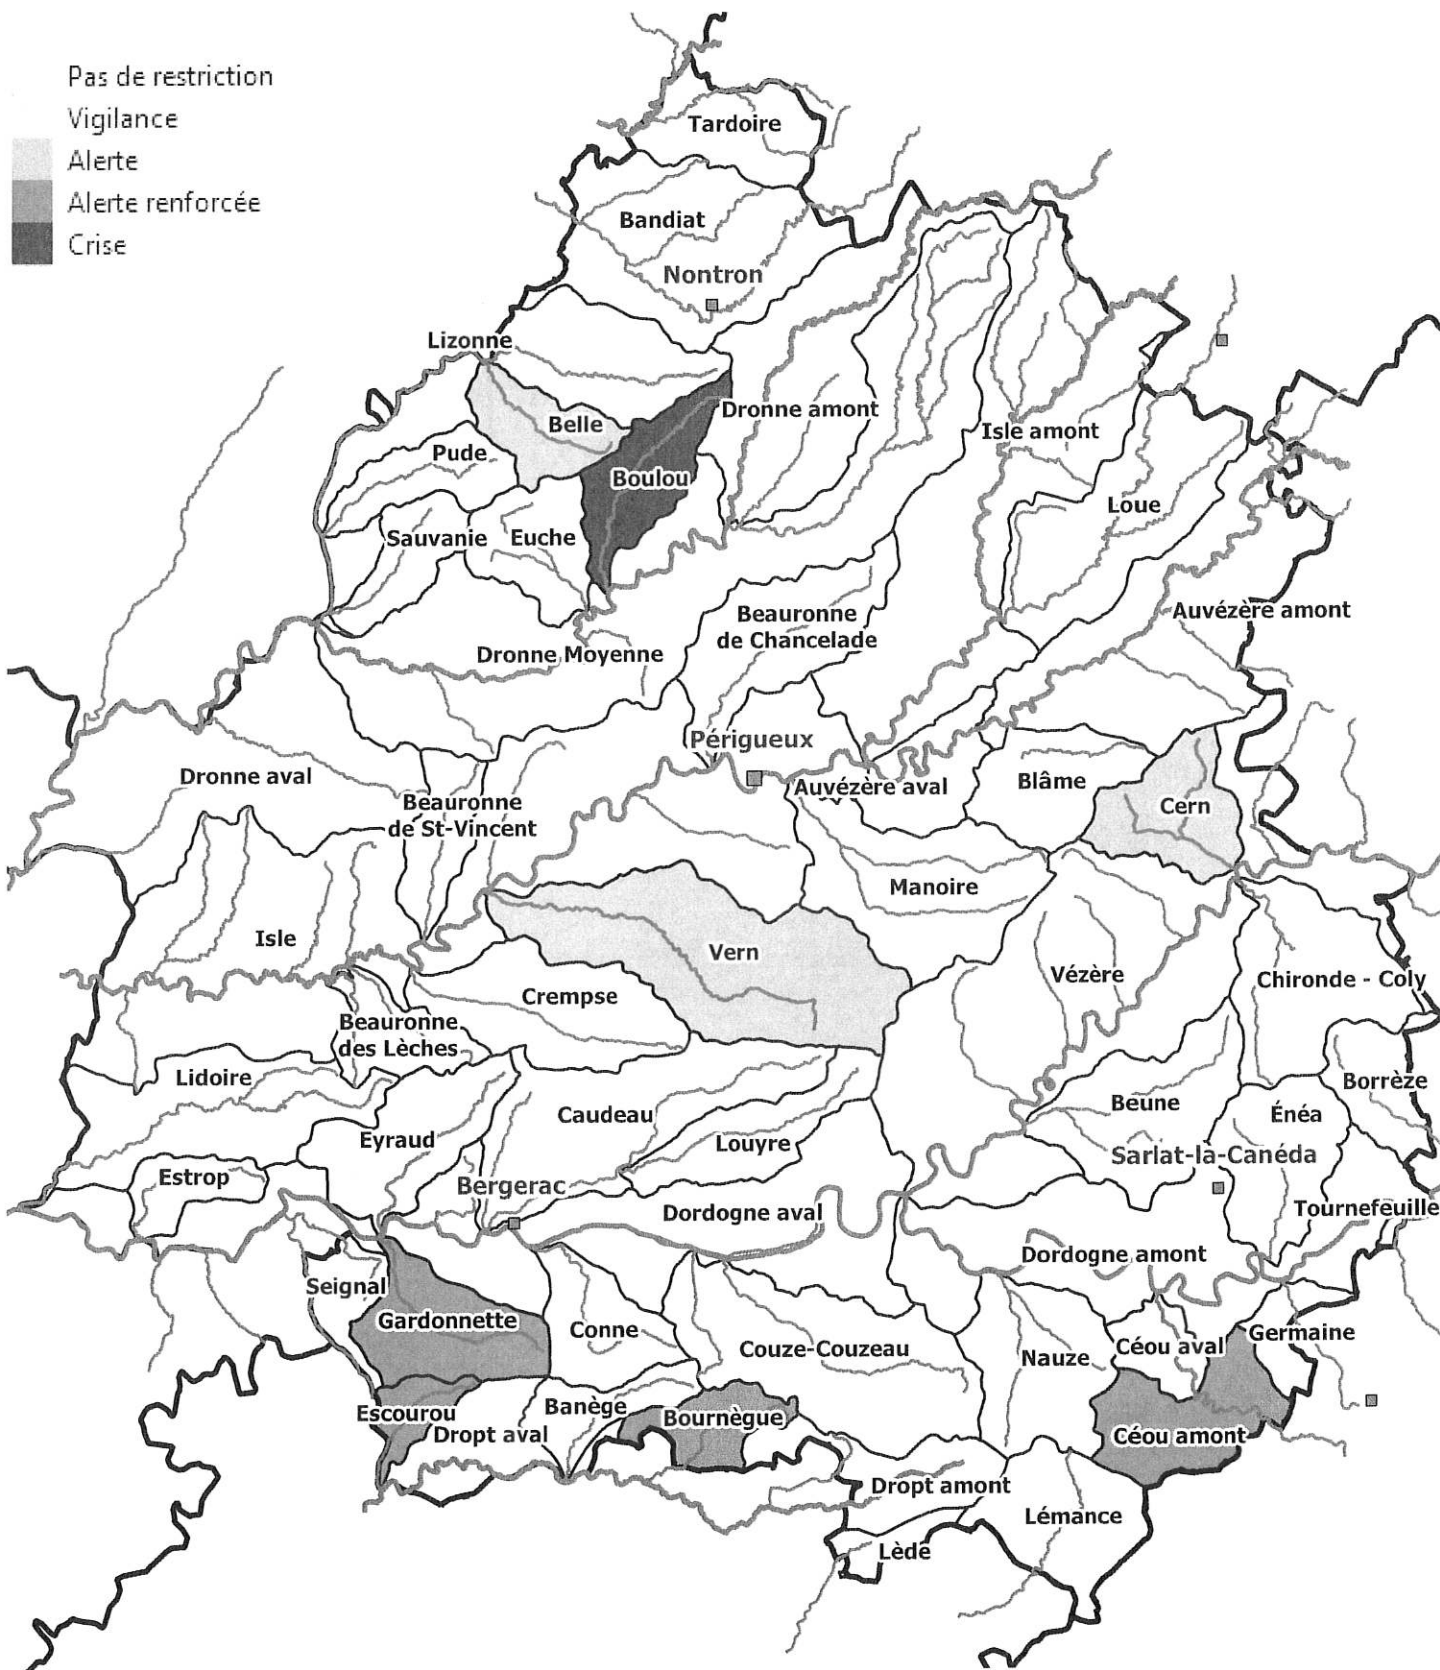 Pas de restriction
Vigilance
Alerte
Alerte renforcée
Crise
Tardoire
Bandiat
Nontron
Lizonne
Belle
Dronne amont
Isle amont
Pude
Boulou
Loue
Sauvanie
Euche
Beauronne
de Chancelade
Auvézère amont
Dronne Moyenne
Périgueux
Dronne aval
Auvézère aval
Blâme
Cern
Beauronne
de St-Vincent
Manoire
Isle
Vern
Vézère
Chironde - Coly
Crempse
Beauronne
des Lèches
Lidoire
Borrèze
Caudeau
Beune
Énéa
Eyraud
Louyre
Sarlat-la-Canéda
Estrop
Bergerac
Dordogne aval
Tournefeuille
Dordogne amont
Seignal
Gardonnette
Conne
Couze-Couzeau
Nauze
Céou aval
Germaine
Escourou
Banège
Bournègue
Dropt aval
Céou amont
Dropt amont
Lémance
Lède